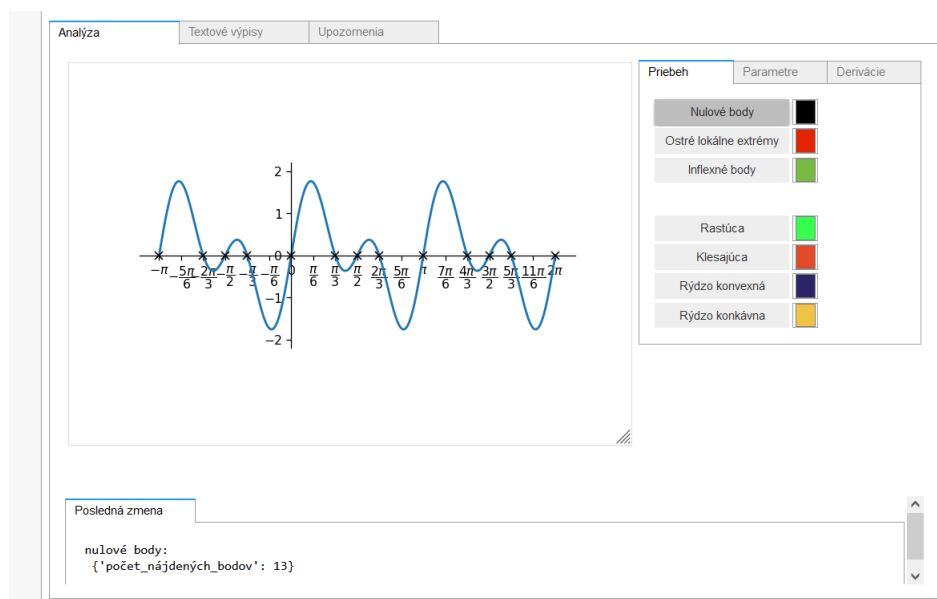 Analýza Textové výpisy Upozornenia
Priebeh Parametre Derivácie
Nulové body
Ostré lokálne extrémy
Inflexné body
Rastúca
Klesajúca
Rýdzo konvexná
Rýdzo konkávna
2
1
0
−π −5π/6 −2π/3 −π/2 −π/3 −π/6 0 π/6 π/3 π/2 2π/3 5π/6 π 7π/6 4π/3 3π/2 5π/3 11π/6 2π
−1
−2
Posledná zmena
nulové body:
{'počet_nájdených_bodov': 13}